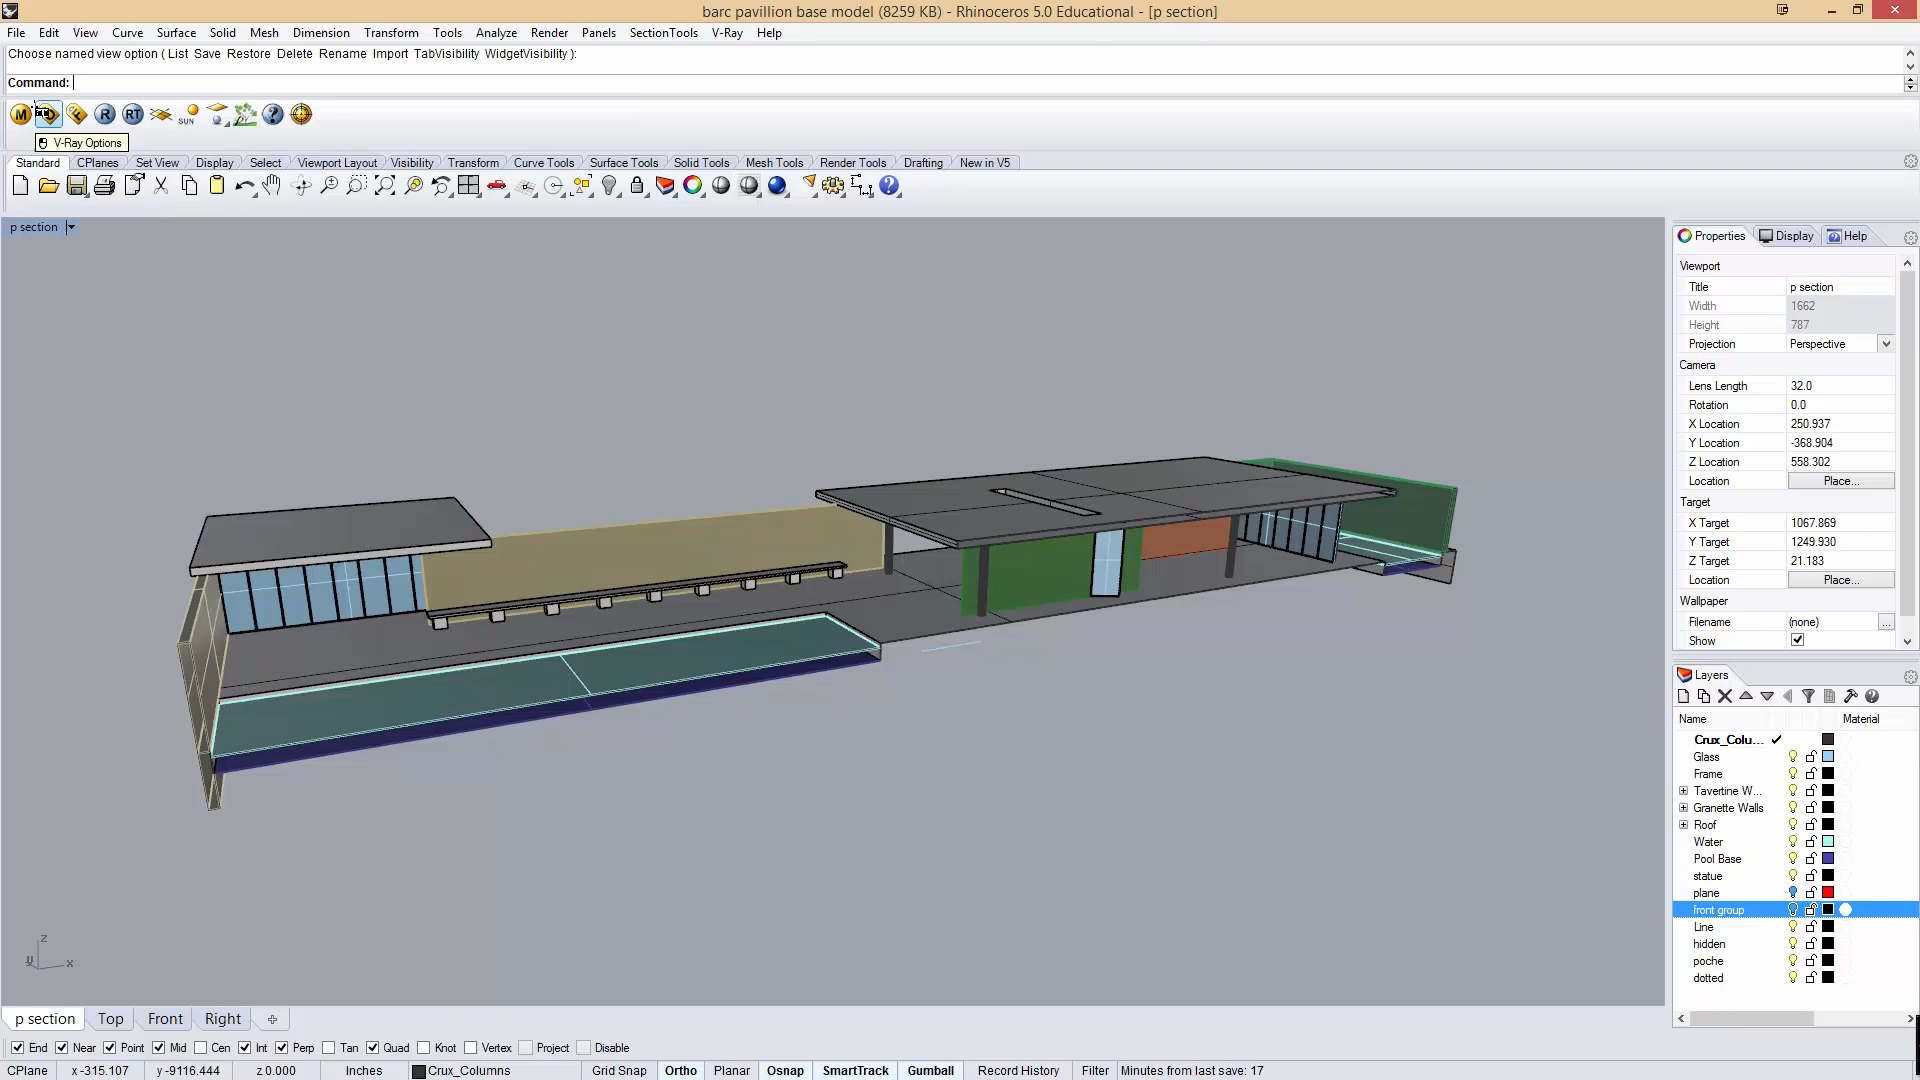 barc pavillion base model (8259 KB) - Rhinoceros 5.0 Educational - [p section]
File Edit View Curve Surface Solid Mesh Dimension Transform Tools Analyze Render Panels SectionTools V-Ray Help
Choose named view option ( List Save Restore Delete Rename Import TabVisibility WidgetVisibility ):
Command:
M R RT SUN ?
V-Ray Options
Standard CPlanes Set View Display Select Viewport Layout Visibility Transform Curve Tools Surface Tools Solid Tools Mesh Tools Render Tools Drafting New in V5
p section
Properties Display Help
Viewport
Title p section
Width 1662
Height 787
Projection Perspective
Camera
Lens Length 32.0
Rotation 0.0
X Location 250.937
Y Location -368.904
Z Location 558.302
Location Place...
Target
X Target 1067.869
Y Target 1249.930
Z Target 21.183
Location Place...
Wallpaper
Filename (none) ...
Show
Layers
Name Material
Crux_Colu...
Glass
Frame
Tavertine W...
Granette Walls
Roof
Water
Pool Base
statue
plane
front group
Line
hidden
poche
dotted
z
y x
p section Top Front Right
End Near Point Mid Cen Int Perp Tan Quad Knot Vertex Project Disable
CPlane x -315.107 y -9116.444 z 0.000 Inches Crux_Columns Grid Snap Ortho Planar Osnap SmartTrack Gumball Record History Filter Minutes from last save: 17